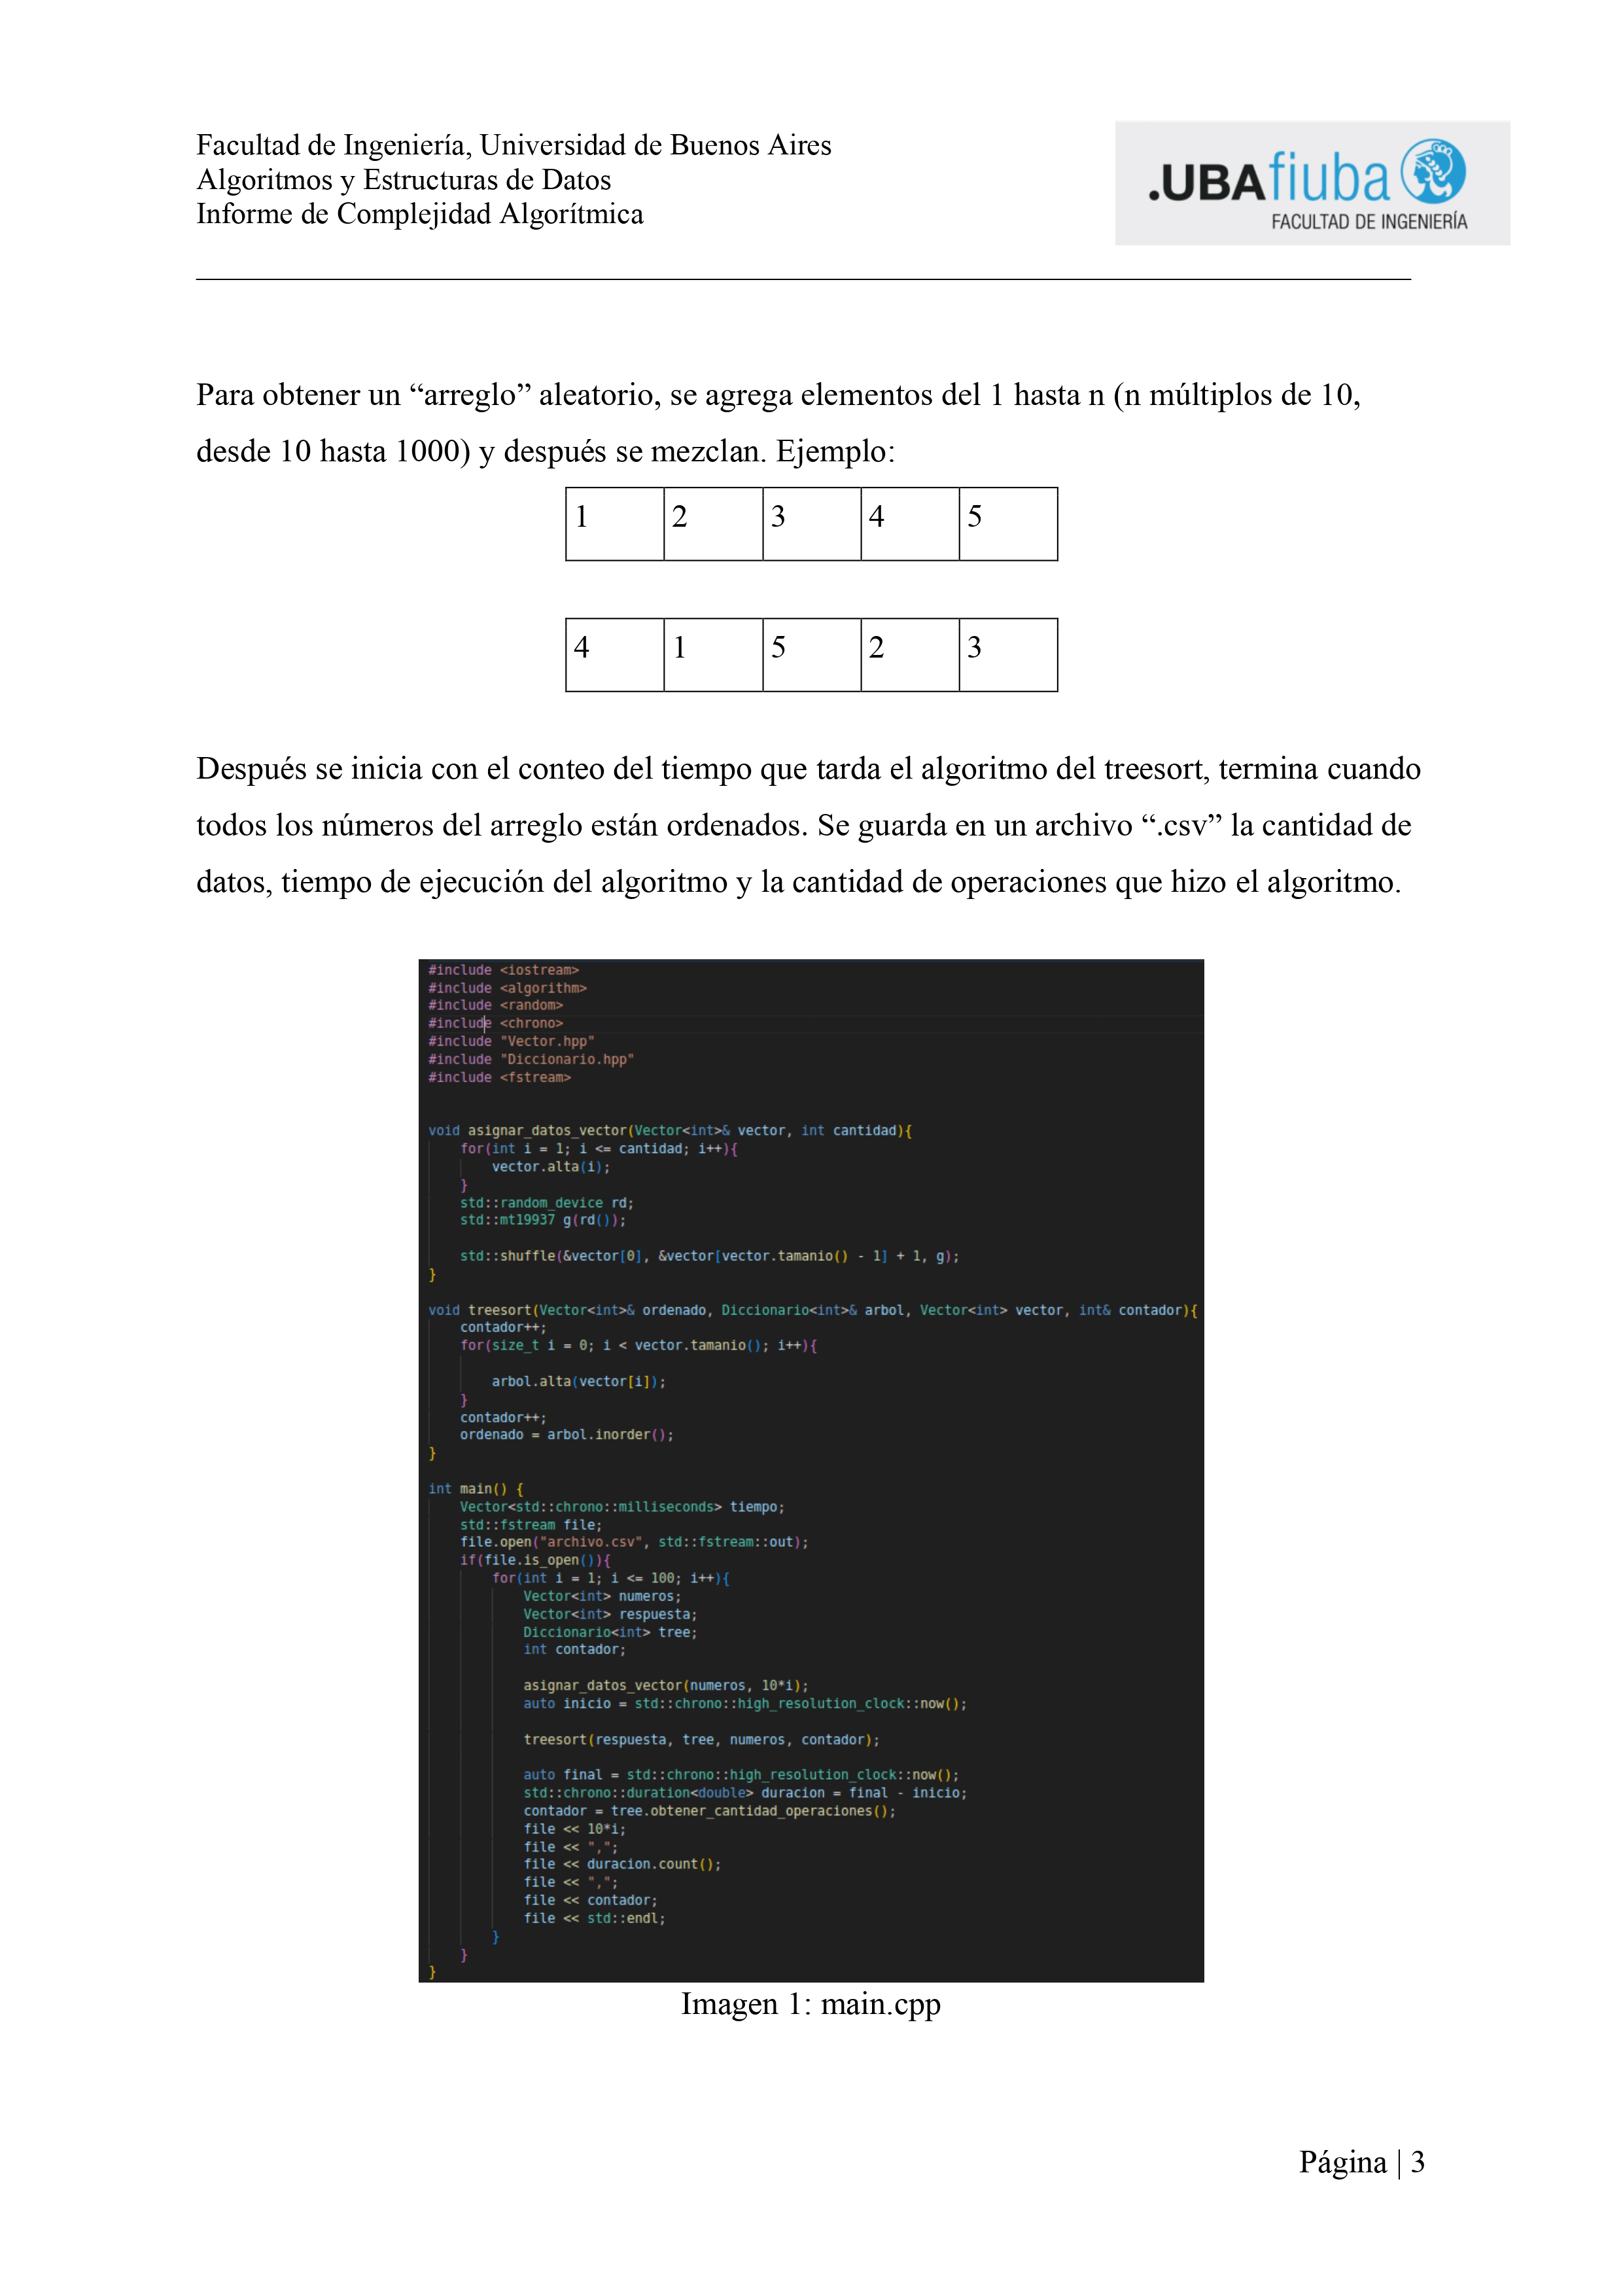 Facultad de Ingeniería, Universidad de Buenos Aires
Algoritmos y Estructuras de Datos
Informe de Complejidad Algorítmica
.UBAfiuba
FACULTAD DE INGENIERÍA
Para obtener un “arreglo” aleatorio, se agrega elementos del 1 hasta n (n múltiplos de 10,
desde 10 hasta 1000) y después se mezclan. Ejemplo:
1 2 3 4 5
4 1 5 2 3
Después se inicia con el conteo del tiempo que tarda el algoritmo del treesort, termina cuando
todos los números del arreglo están ordenados. Se guarda en un archivo “.csv” la cantidad de
datos, tiempo de ejecución del algoritmo y la cantidad de operaciones que hizo el algoritmo.
#include <iostream>
#include <algorithm>
#include <random>
#include <chrono>
#include "Vector.hpp"
#include "Diccionario.hpp"
#include <fstream>
void asignar_datos_vector(Vector<int>& vector, int cantidad){
for(int i = 1; i <= cantidad; i++){
vector.alta(i);
}
std::random_device rd;
std::mt19937 g(rd());
std::shuffle(&vector[0], &vector[vector.tamanio() - 1] + 1, g);
}
void treesort(Vector<int>& ordenado, Diccionario<int>& arbol, Vector<int> vector, int& contador){
contador++;
for(size_t i = 0; i < vector.tamanio(); i++){
arbol.alta(vector[i]);
}
contador++;
ordenado = arbol.inorder();
}
int main() {
Vector<std::chrono::milliseconds> tiempo;
std::fstream file;
file.open("archivo.csv", std::fstream::out);
if(file.is_open()){
for(int i = 1; i <= 100; i++){
Vector<int> numeros;
Vector<int> respuesta;
Diccionario<int> tree;
int contador;
asignar_datos_vector(numeros, 10*i);
auto inicio = std::chrono::high_resolution_clock::now();
treesort(respuesta, tree, numeros, contador);
auto final = std::chrono::high_resolution_clock::now();
std::chrono::duration<double> duracion = final - inicio;
contador = tree.obtener_cantidad_operaciones();
file << 10*i;
file << ",";
file << duracion.count();
file << ",";
file << contador;
file << std::endl;
}
}
}
Imagen 1: main.cpp
Página | 3